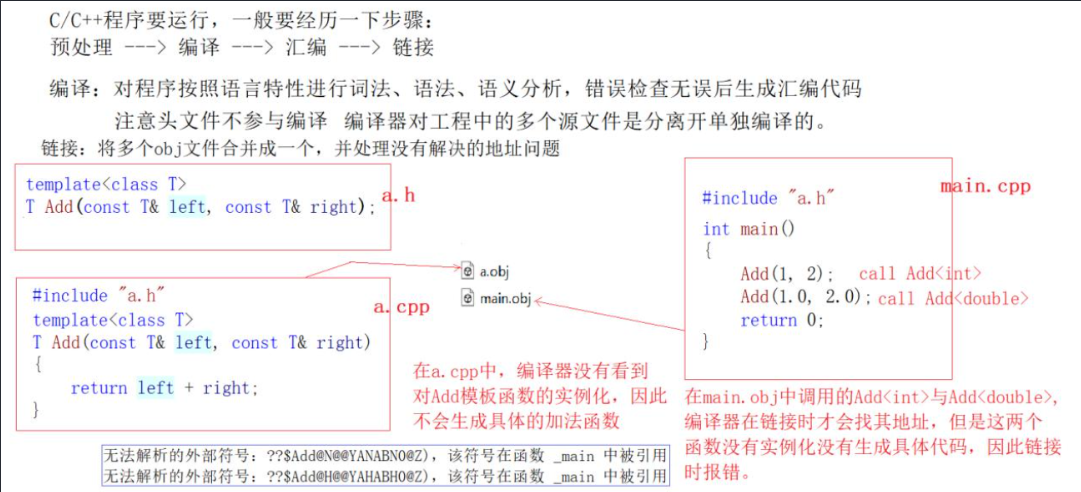 C/C++程序要运行，一般要经历一下步骤：
预处理 ---> 编译 ---> 汇编 ---> 链接
编译：对程序按照语言特性进行词法、语法、语义分析，错误检查无误后生成汇编代码
注意头文件不参与编译 编译器对工程中的多个源文件是分离开单独编译的。
链接：将多个obj文件合并成一个，并处理没有解决的地址问题
template<class T>
T Add(const T& left, const T& right);
a.h
#include "a.h"
template<class T>
T Add(const T& left, const T& right)
{
return left + right;
}
a.cpp
a.obj
main.obj
main.cpp
#include "a.h"
int main()
{
Add(1, 2); call Add<int>
Add(1.0, 2.0); call Add<double>
return 0;
}
在a.cpp中，编译器没有看到
对Add模板函数的实例化，因此
不会生成具体的加法函数
在main.obj中调用的Add<int>与Add<double>,
编译器在链接时才会找其地址，但是这两个
函数没有实例化没有生成具体代码，因此链接
时报错。
无法解析的外部符号：??$Add@N@@YANABNO@Z)，该符号在函数 _main 中被引用
无法解析的外部符号：??$Add@H@@YAHABHO@Z)，该符号在函数 _main 中被引用